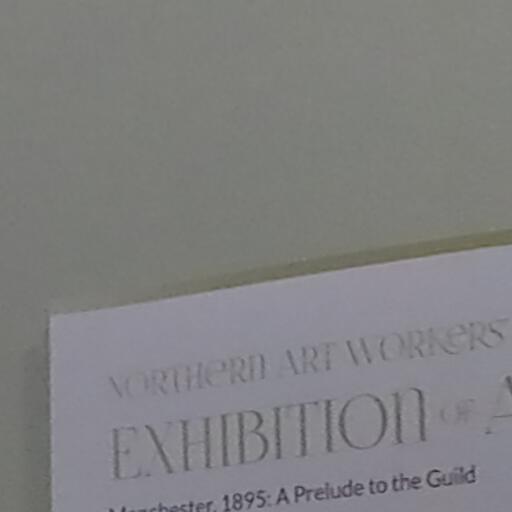 NORTHERN ART WORKERS
EXHIBITION OF
Manchester, 1895: A Prelude to the Guild